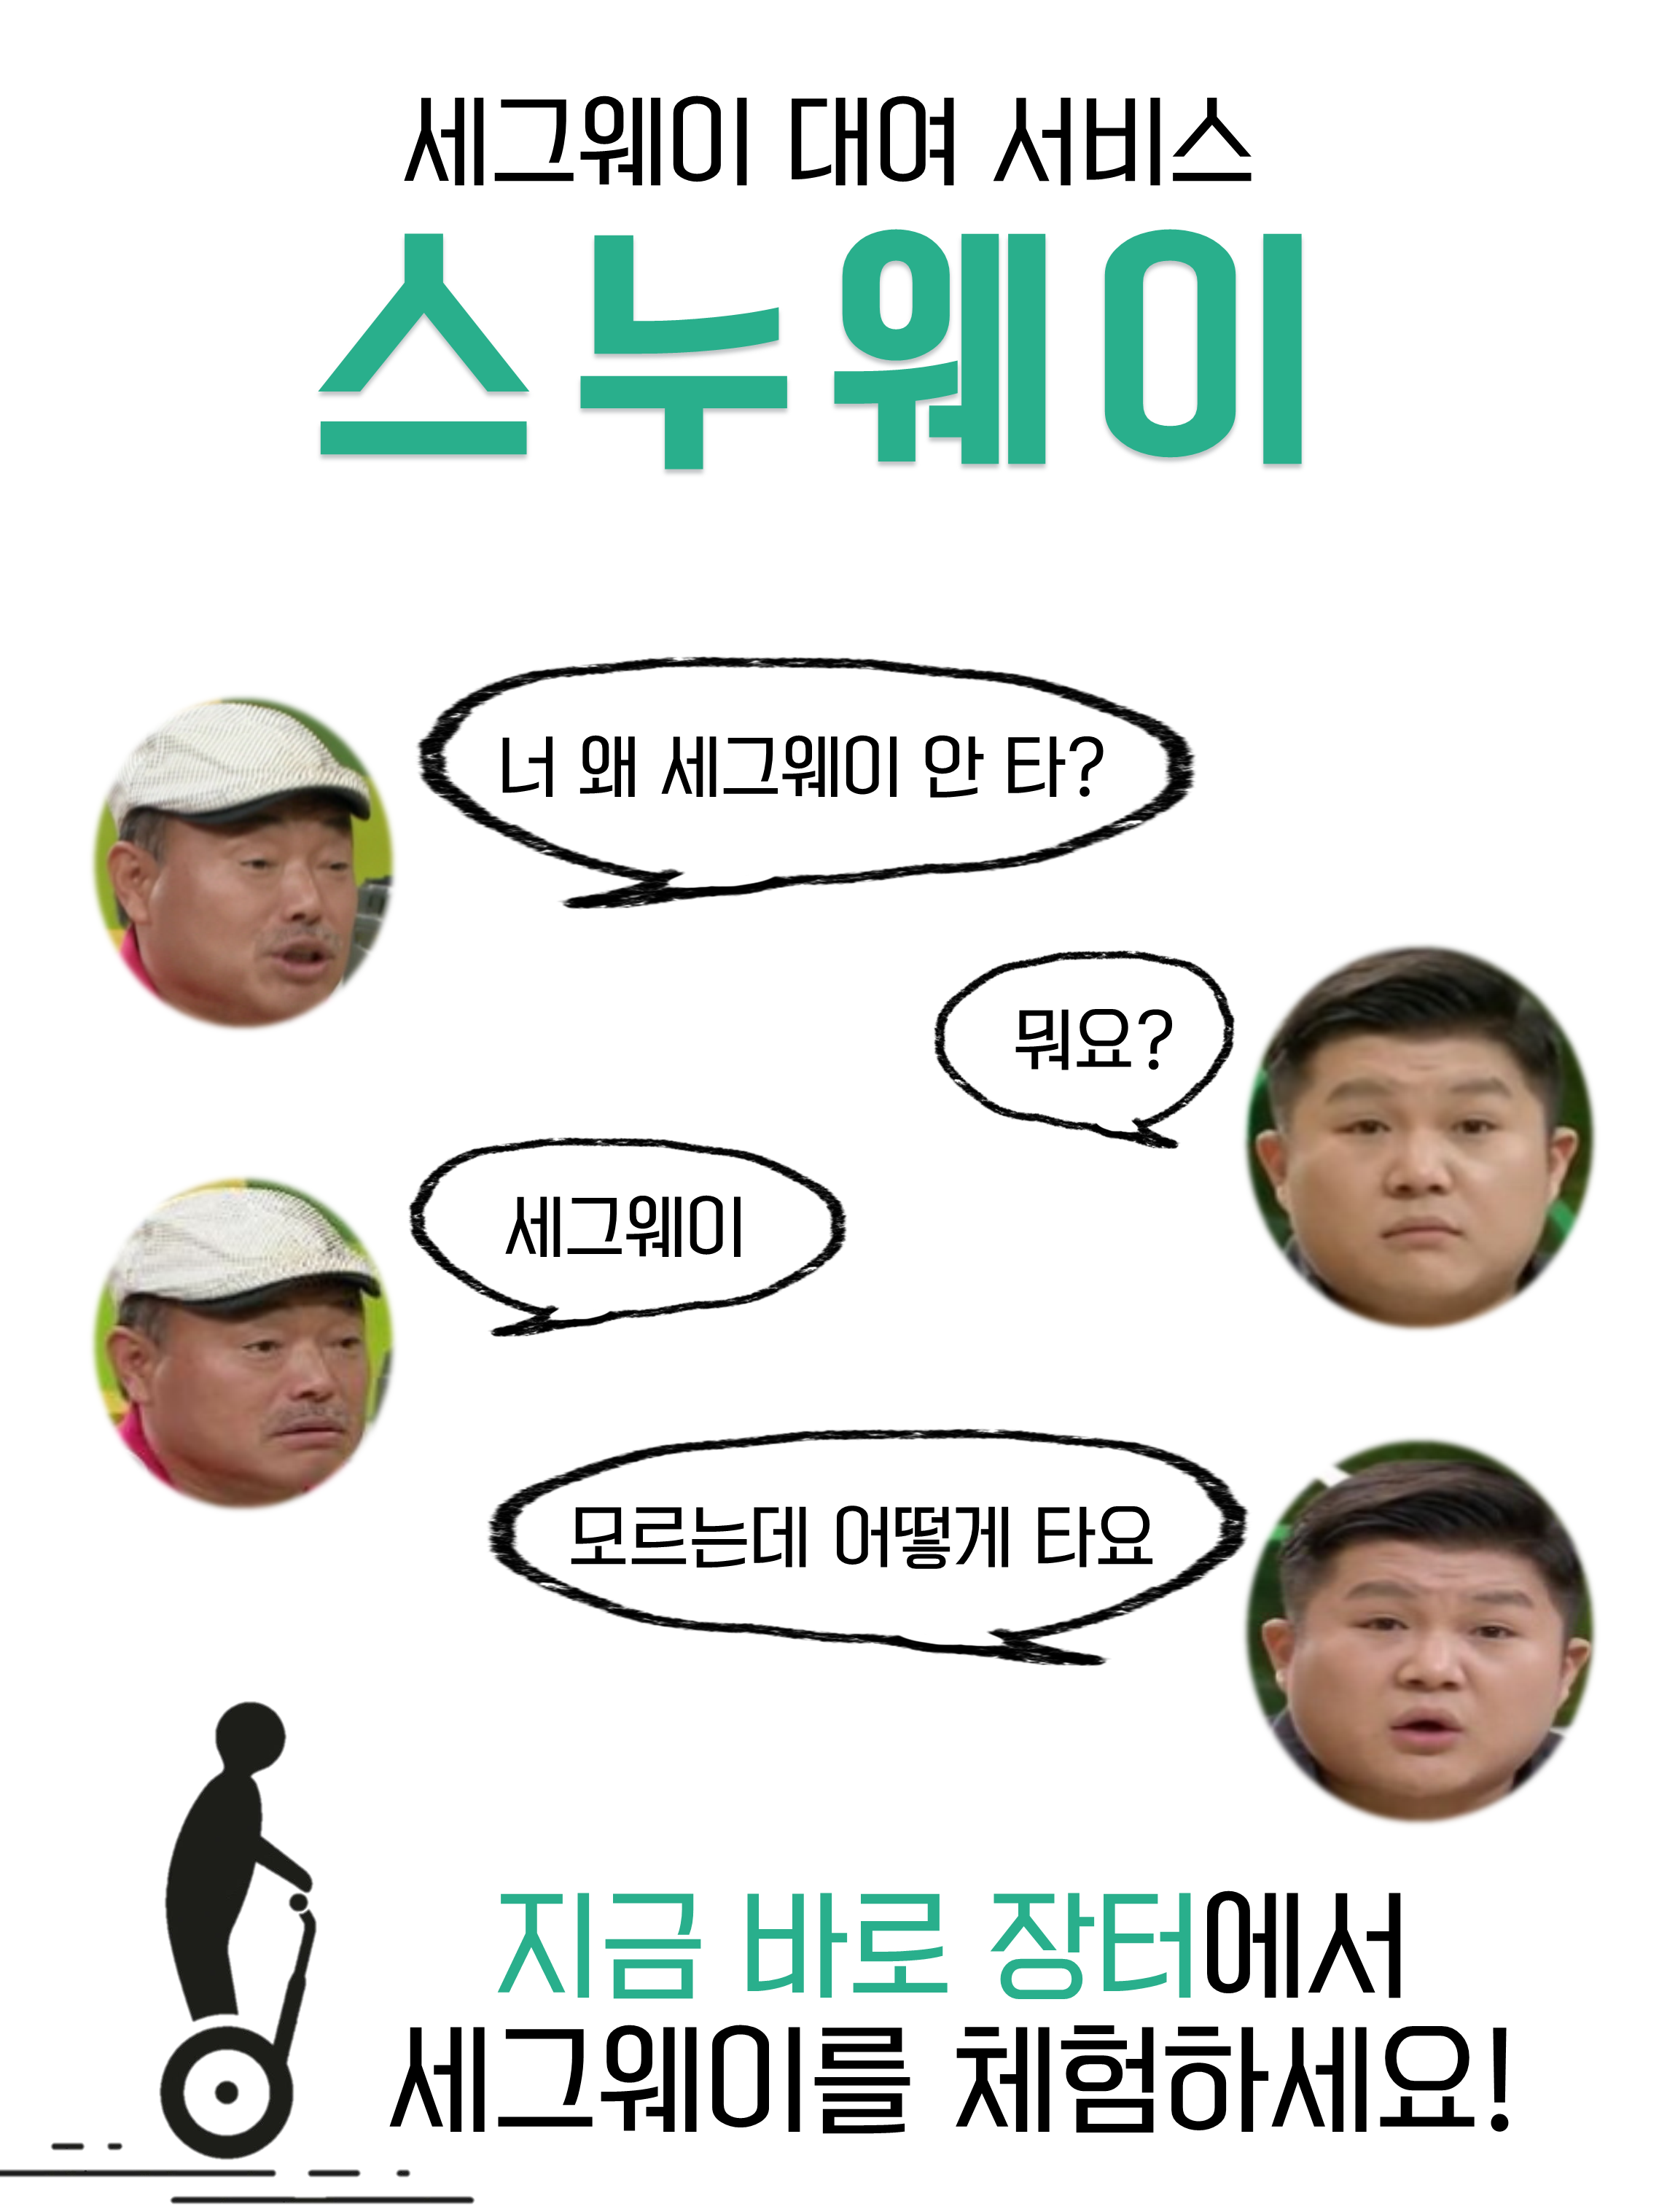 세그웨이 대여 서비스
스누웨이
너 왜 세그웨이 안 타?
뭐요?
세그웨이
모르는데 어떻게 타요
지금 바로 장터에서
세그웨이를 체험하세요!